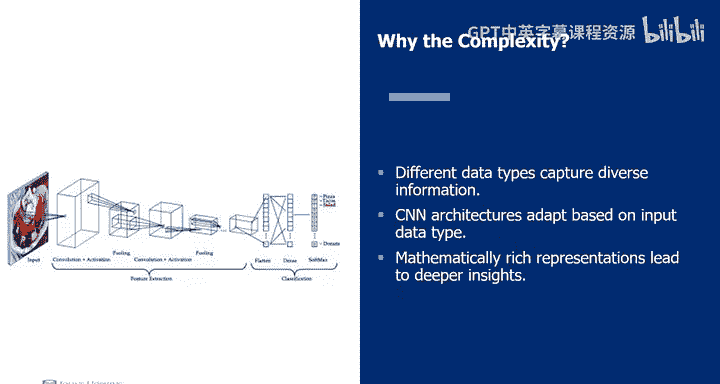 Why the Complexity?
GPT中英字幕课程资源
bilibili
Different data types capture diverse
information.
CNN architectures adapt based on input
data type.
Mathematically rich representations lead
to deeper insights.
Input
Convolution + Activation
Pooling
Convolution + Activation
Pooling
...
Flatten
Dense
SoftMax
Feature Extraction
Classification